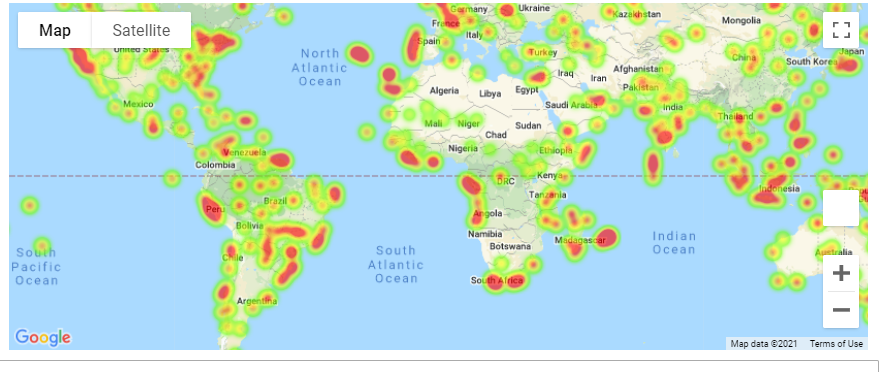 Map Satellite
Germany
Ukraine
Kazakhstan
Mongolia
France
Italy
Spain
Turkey
China
Japan
South Korea
United States
North
Atlantic
Ocean
Iraq
Iran
Afghanistan
Pakistan
Algeria
Libya
Egypt
Saudi Arabia
India
Mexico
Mali
Niger
Chad
Sudan
Thailand
Nigeria
Ethiopia
Venezuela
Colombia
DRC
Kenya
Tanzania
Indonesia
Peru
Brazil
Angola
Bolivia
Namibia
Botswana
Madagascar
Indian
Ocean
South
Pacific
Ocean
Chile
South
Atlantic
Ocean
Australia
South Africa
Argentina
Google
Map data ©2021 Terms of Use